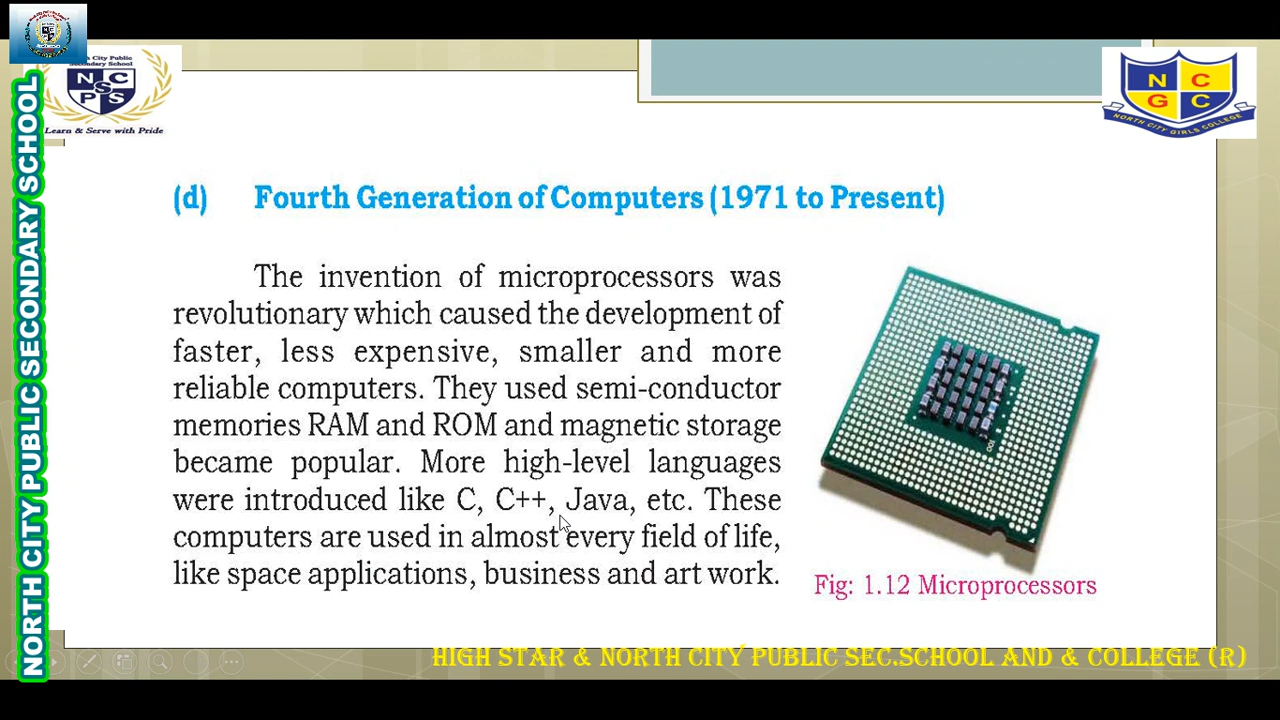 NORTH CITY PUBLIC SECONDARY SCHOOL
h City Public
Secondary School
N C
S
P S
Learn & Serve with Pride
N C
G C
NORTH CITY GIRLS COLLEGE
(d) Fourth Generation of Computers (1971 to Present)
The invention of microprocessors was
revolutionary which caused the development of
faster, less expensive, smaller and more
reliable computers. They used semi-conductor
memories RAM and ROM and magnetic storage
became popular. More high-level languages
were introduced like C, C++, Java, etc. These
computers are used in almost every field of life,
like space applications, business and art work.
Fig: 1.12 Microprocessors
HIGH STAR & NORTH CITY PUBLIC SEC.SCHOOL AND & COLLEGE (R)